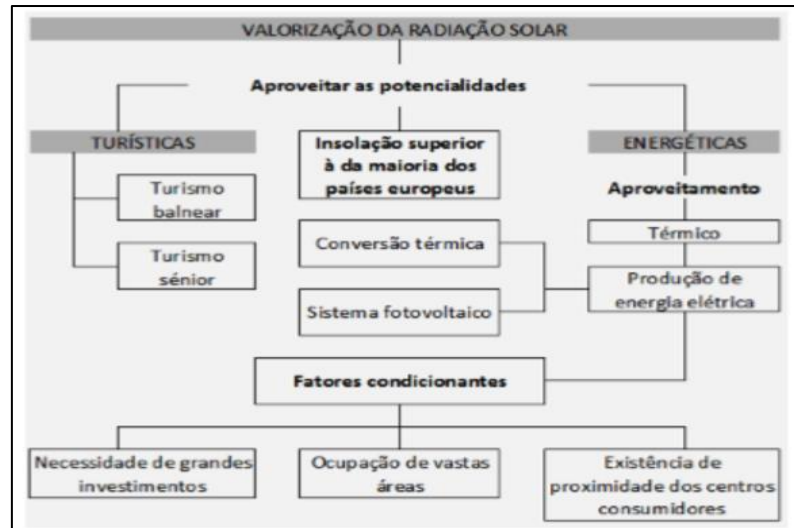 VALORIZAÇÃO DA RADIAÇÃO SOLAR
Aproveitar as potencialidades
TURÍSTICAS
Turismo
balnear
Turismo
sénior
Insolação superior
à da maioria dos
países europeus
Conversão térmica
Sistema fotovoltaico
ENERGÉTICAS
Aproveitamento
Térmico
Produção de
energia elétrica
Fatores condicionantes
Necessidade de grandes
investimentos
Ocupação de vastas
áreas
Existência de
proximidade dos centros
consumidores